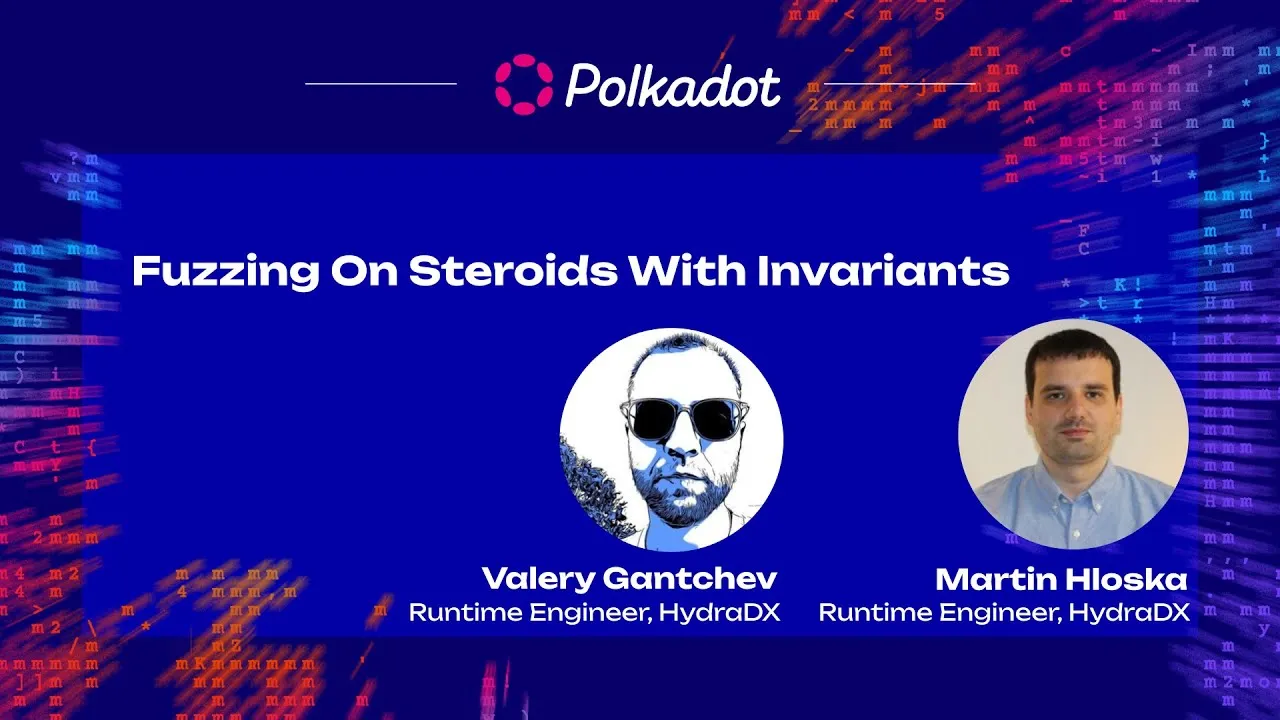 Polkadot
Fuzzing On Steroids With Invariants
Valery Gantchev
Runtime Engineer, HydraDX
Martin Hloska
Runtime Engineer, HydraDX